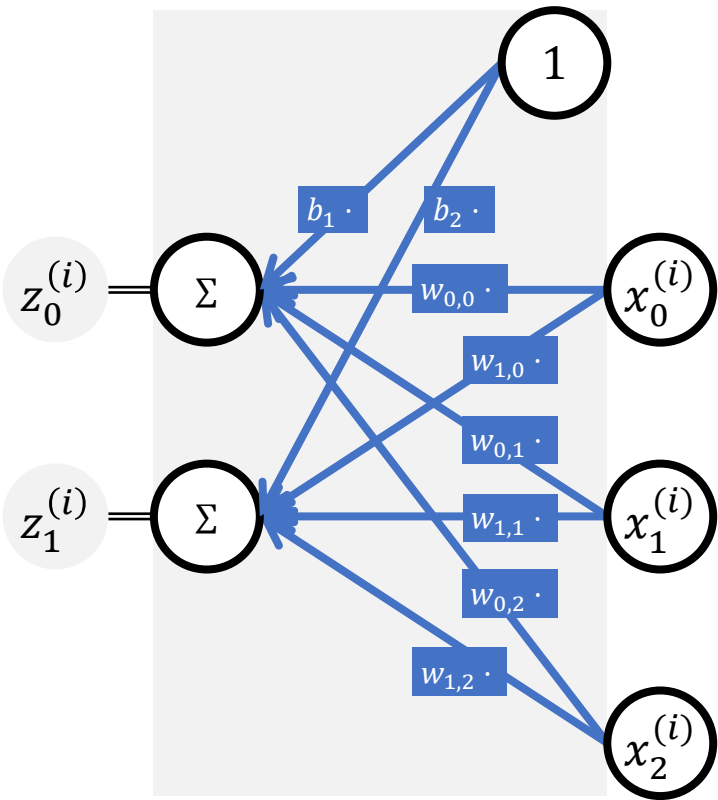 1
b₁ · b₂ ·
z₀⁽ⁱ⁾ Σ w₀,₀ · x₀⁽ⁱ⁾
w₁,₀ ·
w₀,₁ ·
z₁⁽ⁱ⁾ Σ w₁,₁ · x₁⁽ⁱ⁾
w₀,₂ ·
w₁,₂ ·
x₂⁽ⁱ⁾